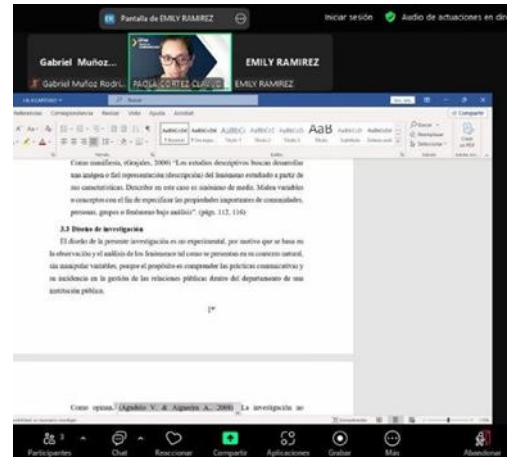 ER Pantalla de EMILY RAMIREZ
Iniciar sesión
Audio de actuaciones en dir
Gabriel Muñoz...
EMILY RAMIREZ
Gabriel Muñoz Rodri...
PAOLA CORTEZ CLAVIJO
EMILY RAMIREZ
Referencias Correspondencia Revisar Vista Ayuda Acrobat
Compartir
Como manifiesta, (Grajales, 2000) "Los estudios descriptivos buscan desarrollar
una imagen o fiel representación (descripción) del fenómeno estudiado a partir de
sus características. Describir en este caso es sinónimo de medir. Miden variables
o conceptos con el fin de especificar las propiedades importantes de comunidades,
personas, grupos o fenómeno bajo análisis". (págs. 112, 116)
3.3 Diseño de investigación
El diseño de la presente investigación es no experimental, por motivo que se basa en
la observación y el análisis de los fenómenos tal como se presentan en su contexto natural,
sin manipular variables, porque el propósito es comprender las prácticas comunicativas y
su incidencia en la gestión de las relaciones públicas dentro del departamento de una
institución pública.
Como opinan, (Agudelo V. & Aigneren A., 2008) La investigación no
3
Participantes
Chat
Reaccionar
Compartir
Aplicaciones
Grabar
Más
Abandonar